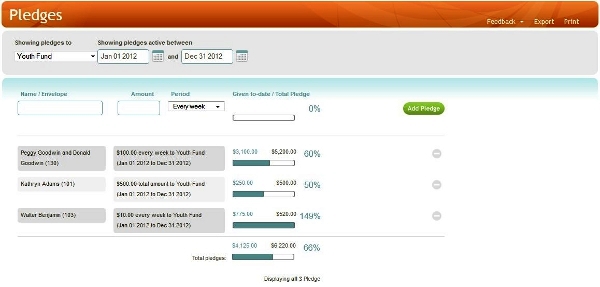 Pledges
Feedback Export Print
Showing pledges to Showing pledges active between
Youth Fund Jan 01 2012 and Dec 31 2012
Name / Envelope Amount Period Given to-date / Total Pledge
Every week 0% Add Pledge
Peggy Goodwin and Donald $100.00 every week to Youth Fund $3,100.00 $5,200.00 60%
Goodwin (130) (Jan 01 2012 to Dec 31 2012)
Kathryn Adams (101) $500.00 total amount to Youth Fund $250.00 $500.00 50%
(Jan 01 2012 to Dec 31 2012)
Walter Benjamin (103) $10.00 every week to Youth Fund $775.00 $520.00 149%
(Jan 01 2012 to Dec 31 2012)
$4,125.00 $6,220.00 66%
Total pledges:
Displaying all 3 Pledge